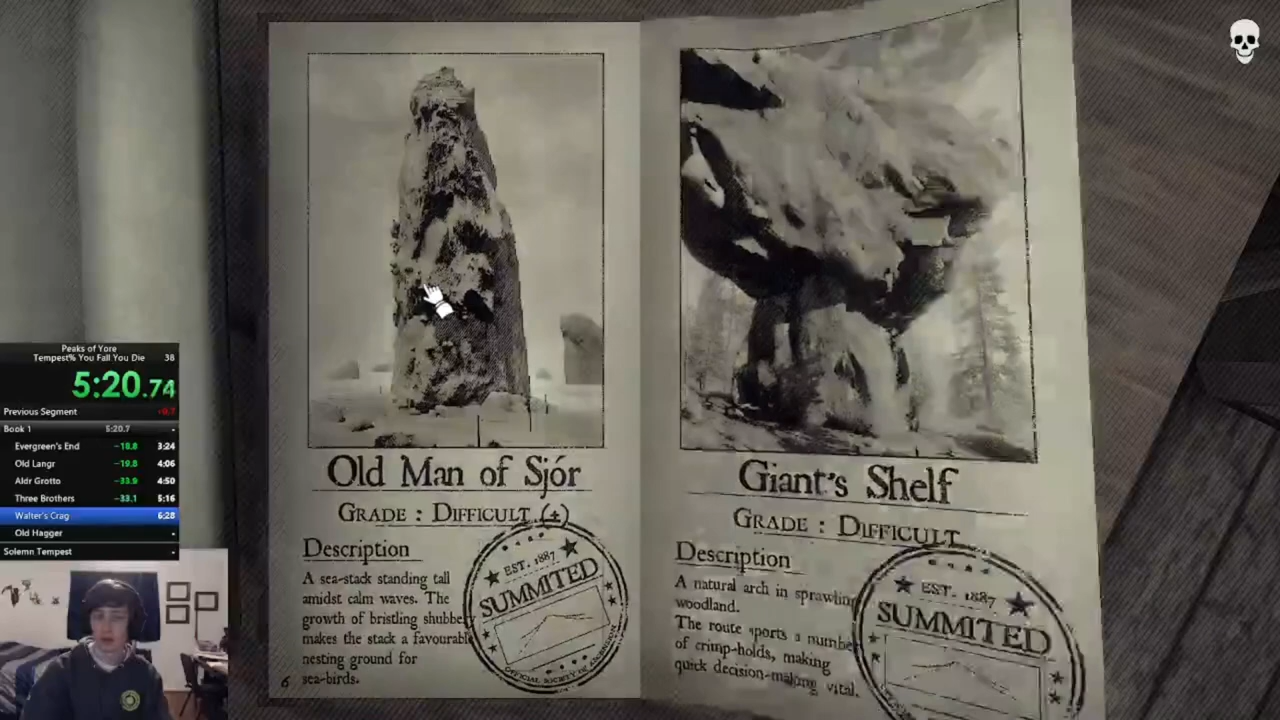 Peaks of Yore
Tempest% You Fall You Die 38
5:20.74
Previous Segment +0.7
Book 1 5:20.7 -
Evergreen's End -18.8 3:24
Old Langr -19.8 4:06
Aldr Grotto -33.9 4:50
Three Brothers -33.1 5:16
Walter's Crag 6:28
Old Hagger -
Solemn Tempest -
Old Man of Sjór
Grade : Difficult (+)
Description
A sea-stack standing tall
amidst calm waves. The
growth of bristling
makes the stack a favourable
nesting ground for
sea-birds.
6
EST. 1887
SUMMITED
Giant's Shelf
Grade : Difficult
Description
A natural arch in sprawling
woodland.
The route sports a number
of crimp-holds, making
quick decision-making vital.
EST. 1887
SUMMITED